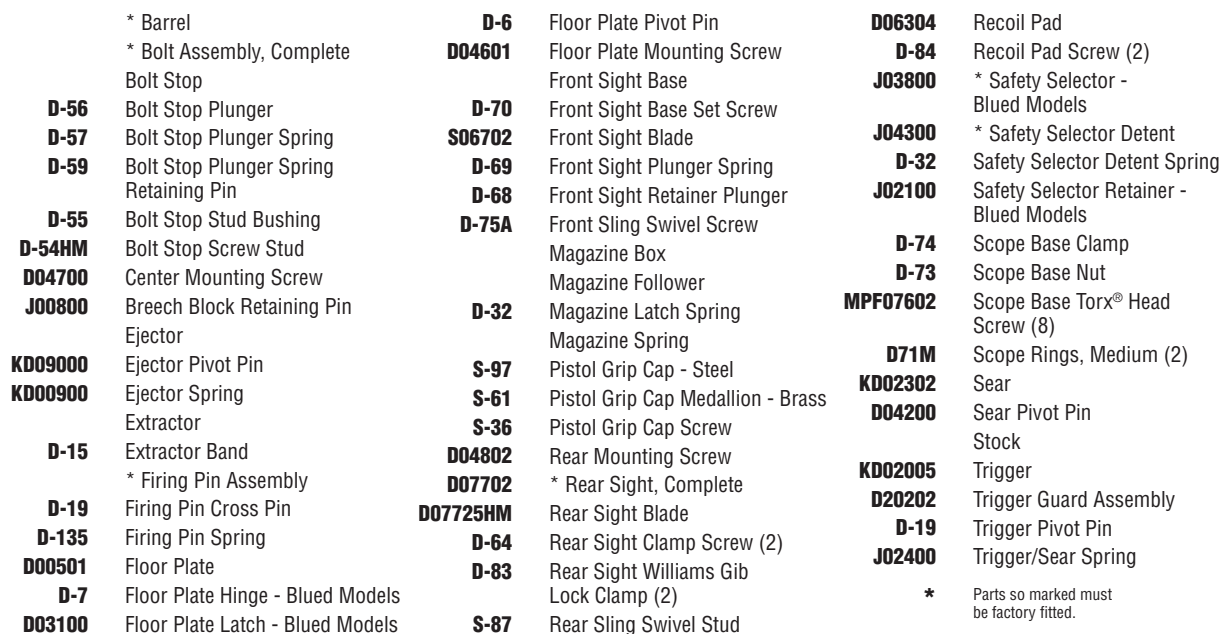 * Barrel
* Bolt Assembly, Complete
Bolt Stop
D-56 Bolt Stop Plunger
D-57 Bolt Stop Plunger Spring
D-59 Bolt Stop Plunger Spring
Retaining Pin
D-55 Bolt Stop Stud Bushing
D-54HM Bolt Stop Screw Stud
D04700 Center Mounting Screw
J00800 Breech Block Retaining Pin
Ejector
KD09000 Ejector Pivot Pin
KD00900 Ejector Spring
Extractor
D-15 Extractor Band
* Firing Pin Assembly
D-19 Firing Pin Cross Pin
D-135 Firing Pin Spring
D00501 Floor Plate
D-7 Floor Plate Hinge - Blued Models
D03100 Floor Plate Latch - Blued Models
D-6 Floor Plate Pivot Pin
D04601 Floor Plate Mounting Screw
Front Sight Base
D-70 Front Sight Base Set Screw
S06702 Front Sight Blade
D-69 Front Sight Plunger Spring
D-68 Front Sight Retainer Plunger
D-75A Front Sling Swivel Screw
Magazine Box
Magazine Follower
D-32 Magazine Latch Spring
Magazine Spring
S-97 Pistol Grip Cap - Steel
S-61 Pistol Grip Cap Medallion - Brass
S-36 Pistol Grip Cap Screw
D04802 Rear Mounting Screw
D07702 * Rear Sight, Complete
D07725HM Rear Sight Blade
D-64 Rear Sight Clamp Screw (2)
D-83 Rear Sight Williams Gib
Lock Clamp (2)
S-87 Rear Sling Swivel Stud
D06304 Recoil Pad
D-84 Recoil Pad Screw (2)
J03800 * Safety Selector -
Blued Models
J04300 * Safety Selector Detent
D-32 Safety Selector Detent Spring
J02100 Safety Selector Retainer -
Blued Models
D-74 Scope Base Clamp
D-73 Scope Base Nut
MPF07602 Scope Base Torx® Head
Screw (8)
D71M Scope Rings, Medium (2)
KD02302 Sear
D04200 Sear Pivot Pin
Stock
KD02005 Trigger
D20202 Trigger Guard Assembly
D-19 Trigger Pivot Pin
J02400 Trigger/Sear Spring
* Parts so marked must
be factory fitted.